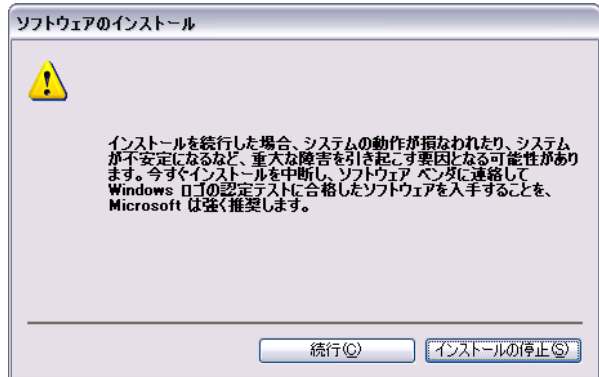 ソフトウェアのインストール
インストールを続行した場合、システムの動作が損なわれたり、システム
が不安定になるなど、重大な障害を引き起こす要因となる可能性があり
ます。今すぐインストールを中断し、ソフトウェア ベンダに連絡して
Windows ロゴの認定テストに合格したソフトウェアを入手することを、
Microsoft は強く推奨します。
続行(C)
インストールの停止(S)